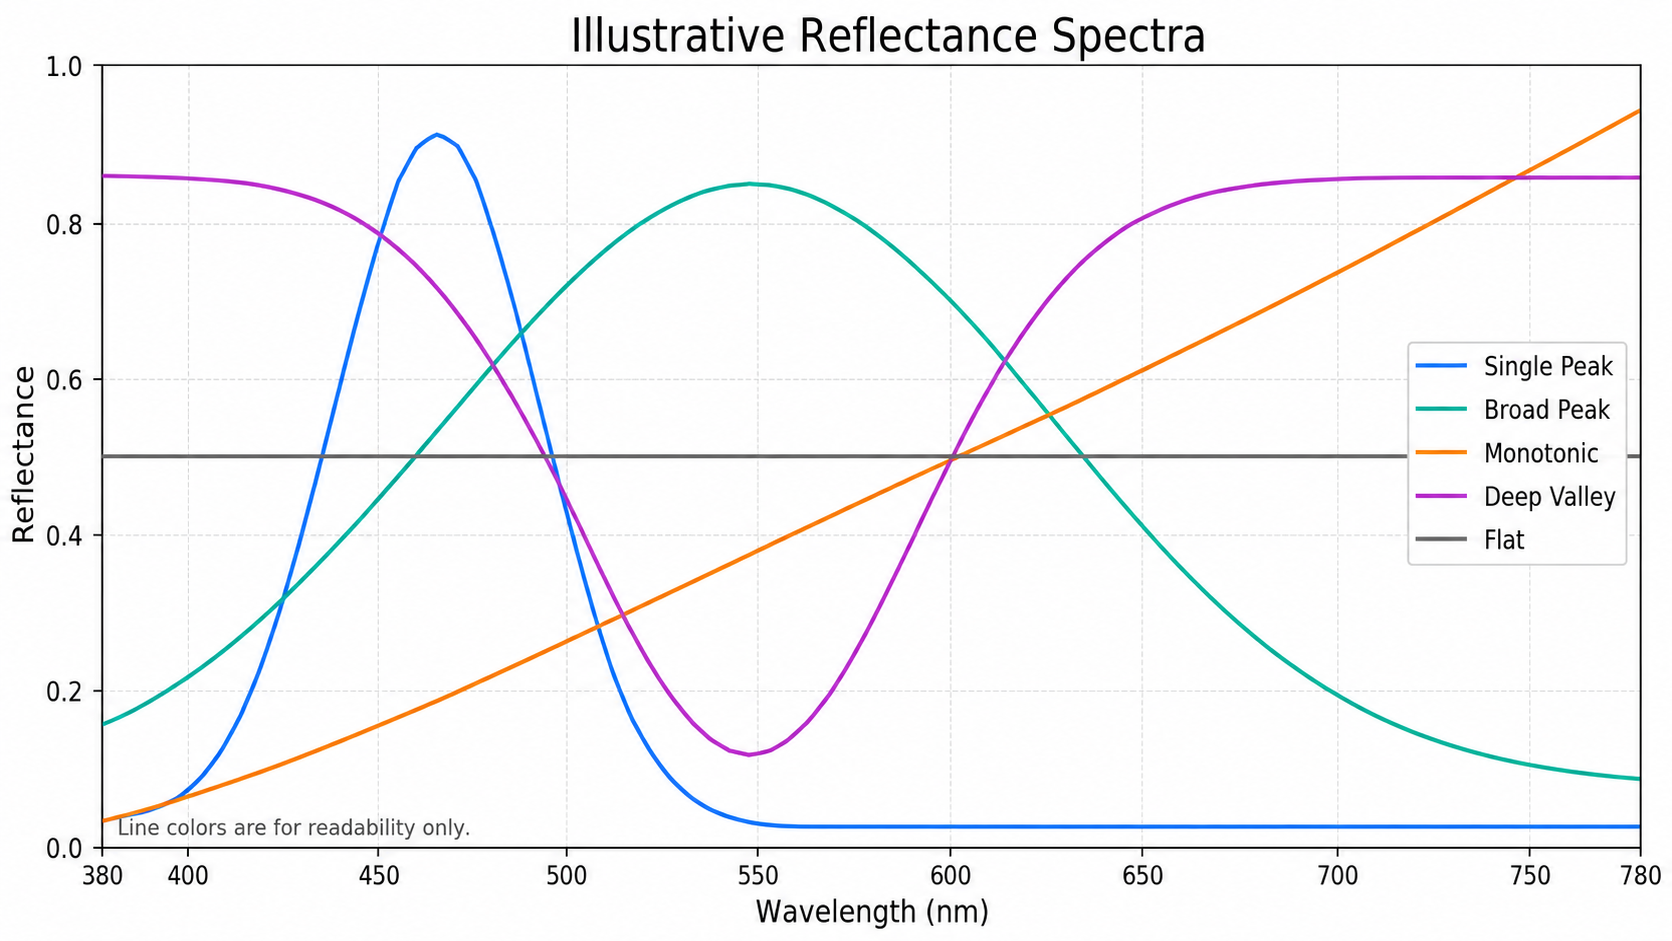 Illustrative Reflectance Spectra
Reflectance
1.0
0.8
0.6
0.4
0.2
0.0
Single Peak
Broad Peak
Monotonic
Deep Valley
Flat
Line colors are for readability only.
380 400 450 500 550 600 650 700 750 780
Wavelength (nm)